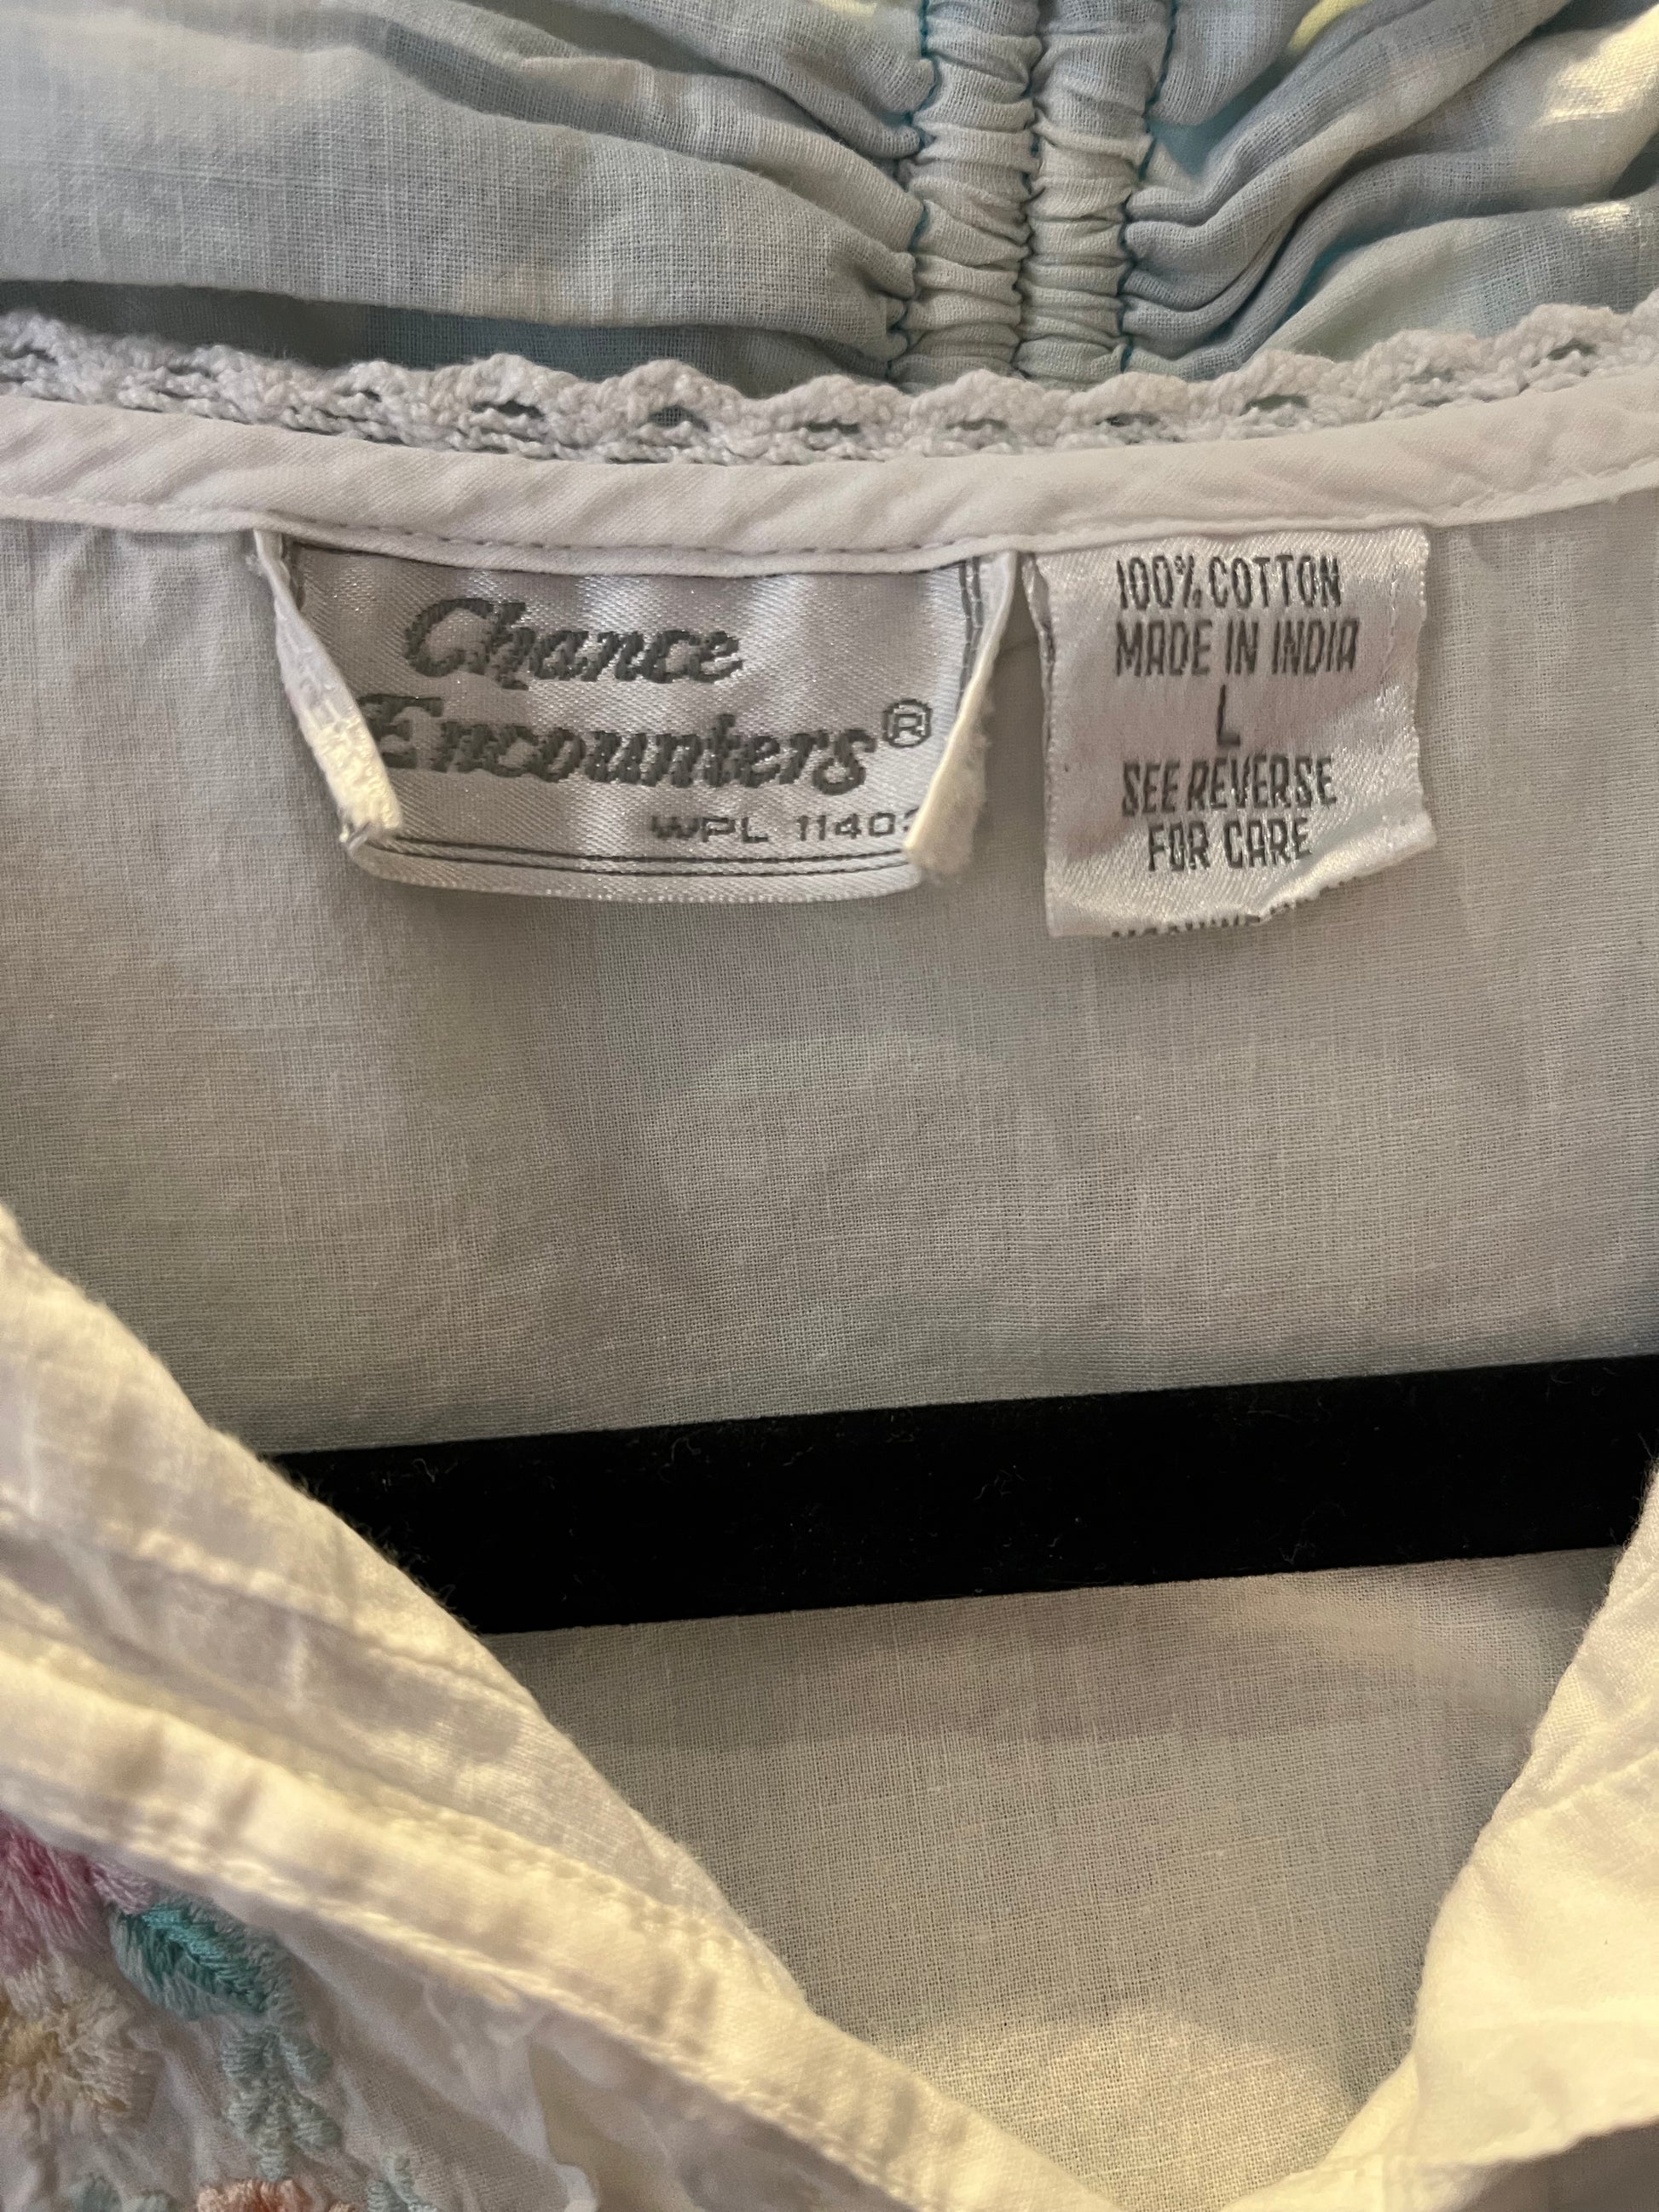 Chance
Encounters®
WPL 1140
100% COTTON
MADE IN INDIA
L
SEE REVERSE
FOR CARE